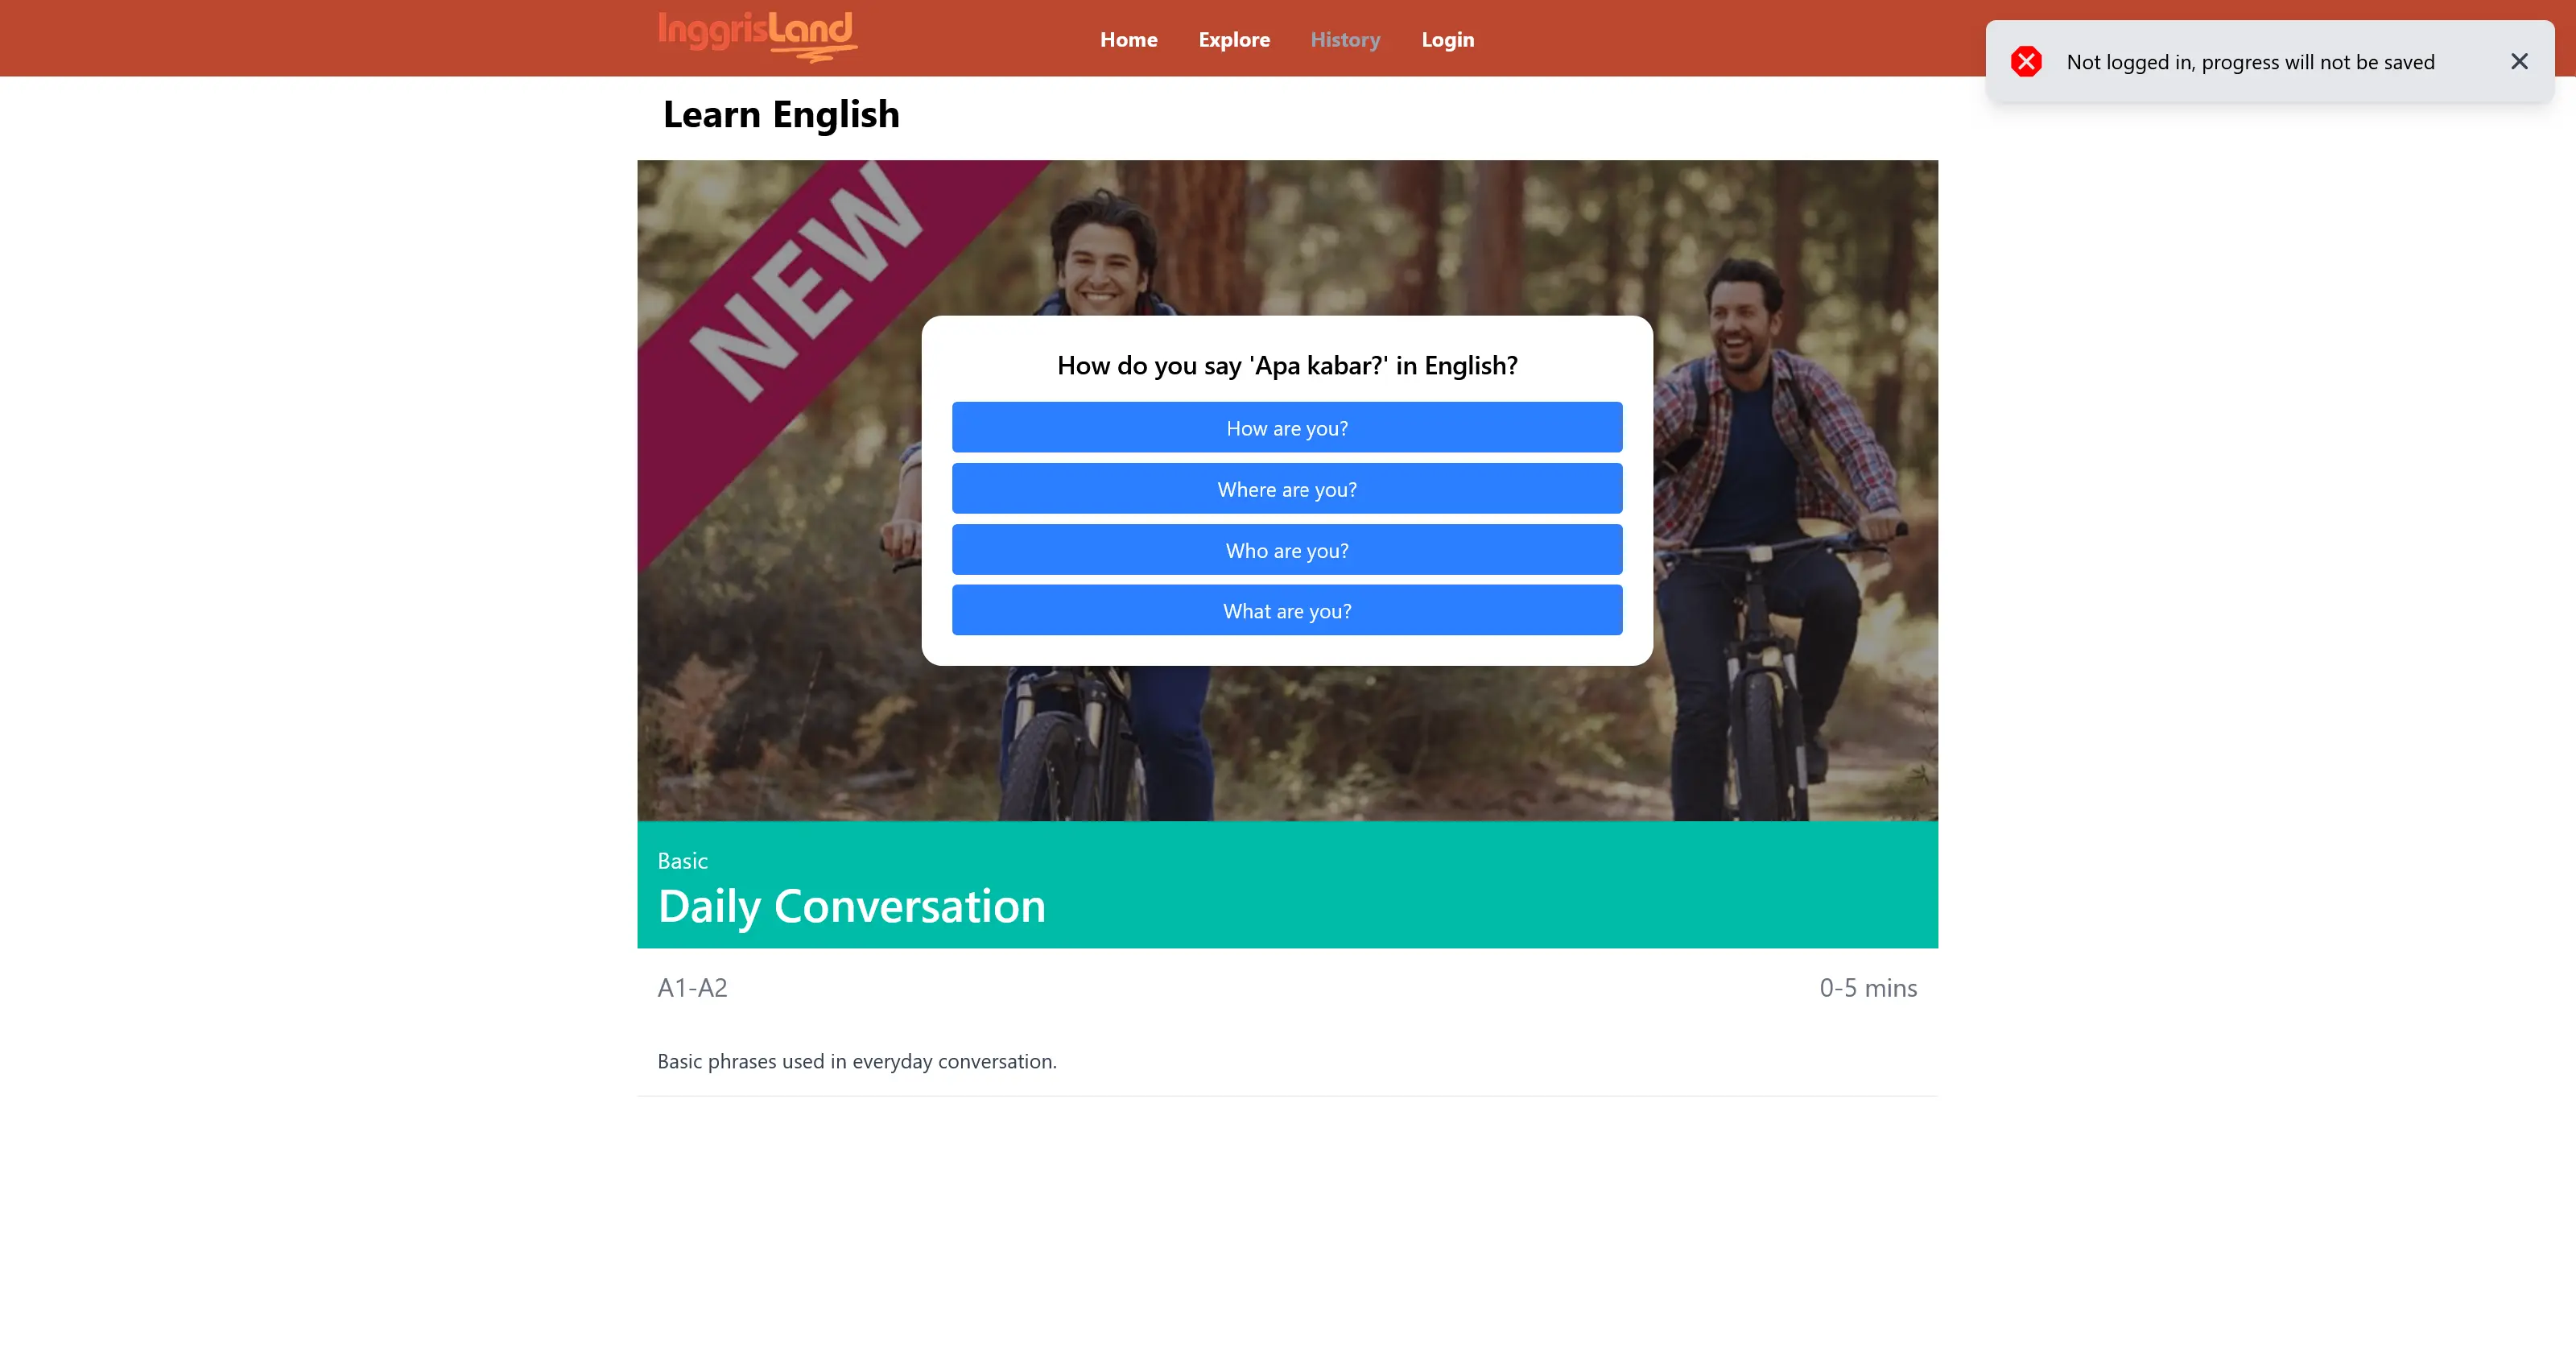 InggrisLand
Home
Explore
History
Login
Not logged in, progress will not be saved
Learn English
NEW
How do you say 'Apa kabar?' in English?
How are you?
Where are you?
Who are you?
What are you?
Basic
Daily Conversation
A1-A2
0-5 mins
Basic phrases used in everyday conversation.